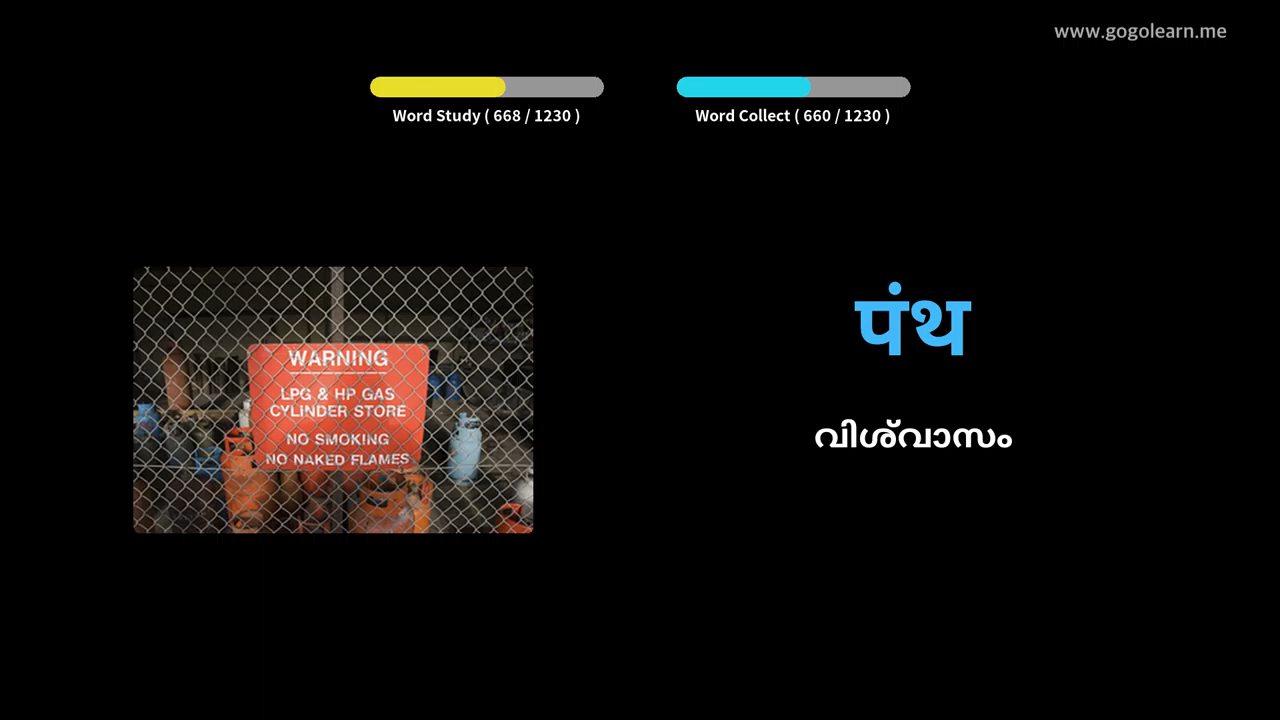 www.gogolearn.me
Word Study ( 668 / 1230 )
Word Collect ( 660 / 1230 )
WARNING
LPG & HP GAS
CYLINDER STORE
NO SMOKING
NO NAKED FLAMES
पंथ
വിശ്വാസം